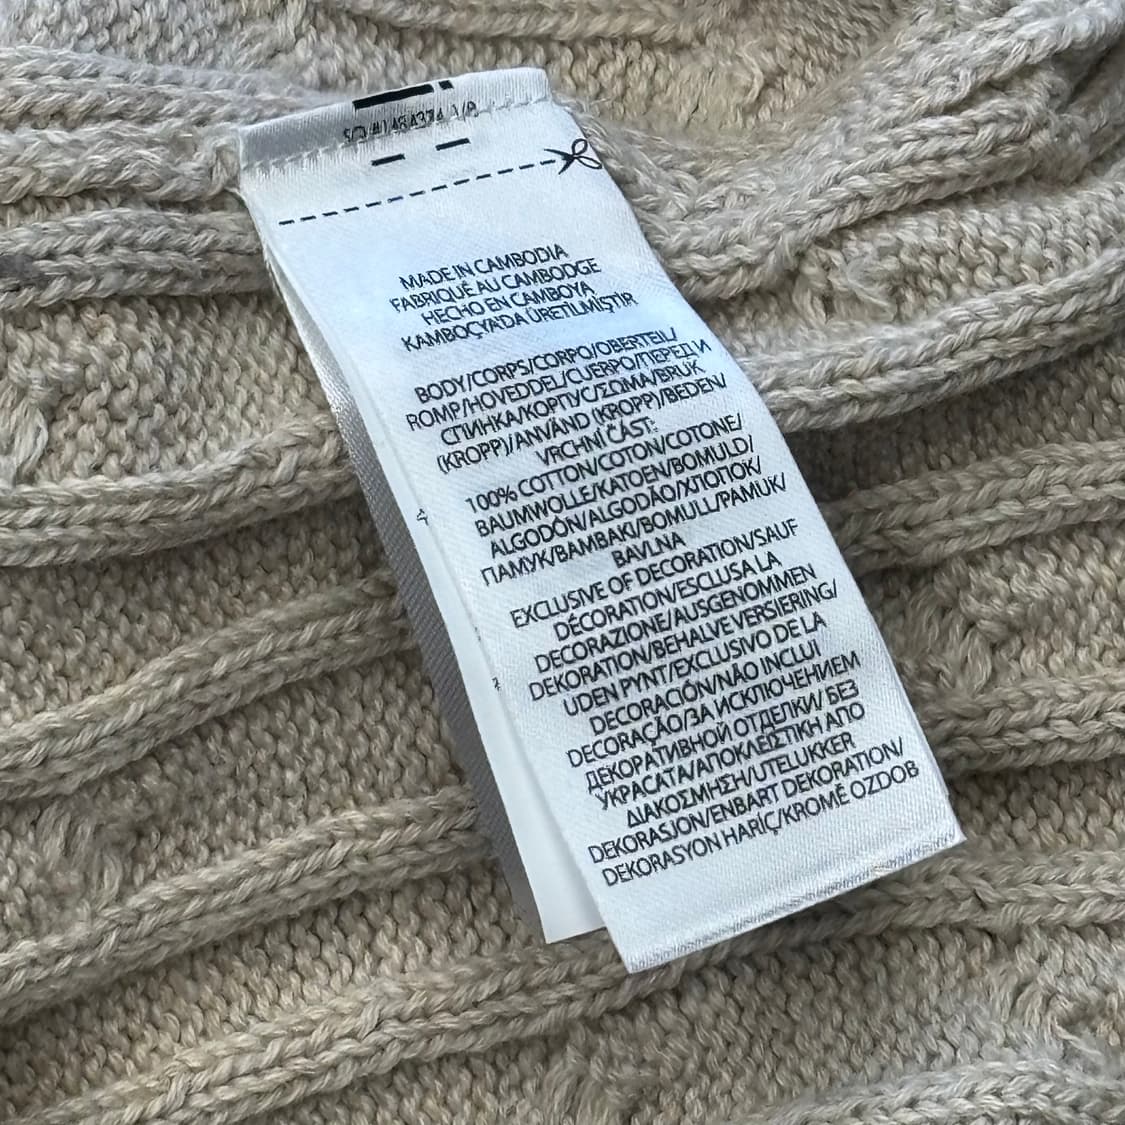 MADE IN CAMBODIA
FABRIQUÉ AU CAMBODGE
HECHO EN CAMBOYA
KAMBOÇYA'DA ÜRETILMIŞTIR
BODY/CORPS/CORPO/OBERTEIL/
ROMP/HOVEDDEL/CUERPO/ПЕРЕД И
СПИНКА/КОРПУС/ΣΩΜΑ/BRUK
(KROPP)/ANVÄND (KROPP)/BEDEN/
VRCHNÍ ČÁST:
100% COTTON/COTON/COTONE/
BAUMWOLLE/KATOEN/BOMULD/
ALGODÓN/ALGODÃO/ХЛОПОК/
ПАМУК/BAMBAKI/BOMULL/PAMUK/
BAVLNA
EXCLUSIVE OF DECORATION/SAUF
DÉCORATION/ESCLUSA LA
DECORAZIONE/AUSGENOMMEN
DEKORATION/BEHALVE VERSIERING/
UDEN PYNT/EXCLUSIVO DE LA
DECORACIÓN/NÃO INCLUI
DECORAÇÃO/ЗА ИСКЛЮЧЕНИЕМ
ДЕКОРАТИВНОЙ ОТДЕЛКИ/ БЕЗ
УКРАСАТА/ΑΠΟΚΛΕΙΣΤΙΚΗ ΑΠΟ
ΔΙΑΚΟΣΜΗΣΗ/UTELUKKER
DEKORASJON/ENBART DEKORATION/
DEKORASYON HARİÇ/KROMĚ OZDOB